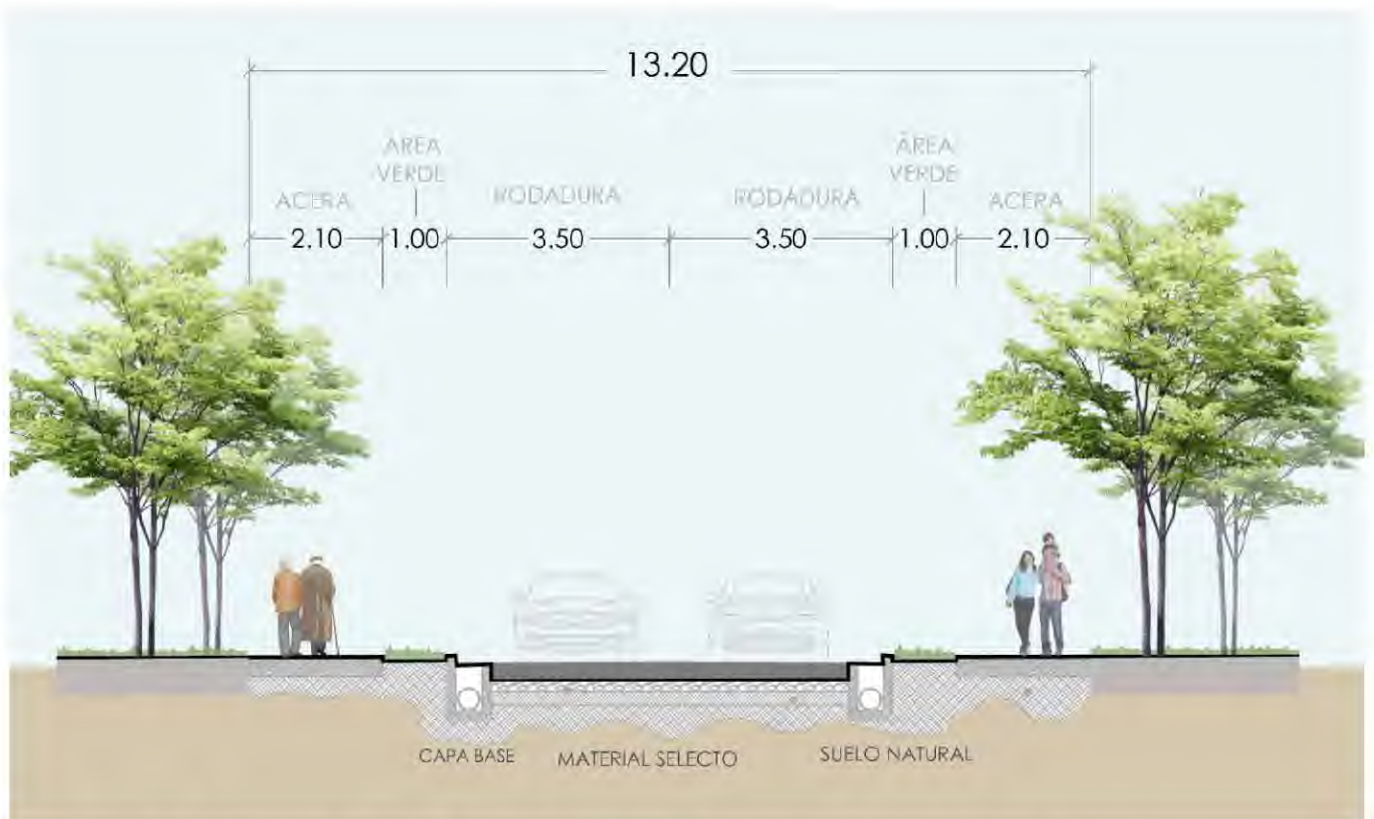 13.20
ÁREA
VERDE
ÁREA
VERDE
ACERA
RODADURA
RODADURA
ACERA
2.10
1.00
3.50
3.50
1.00
2.10
CAPA BASE
MATERIAL SELECTO
SUELO NATURAL